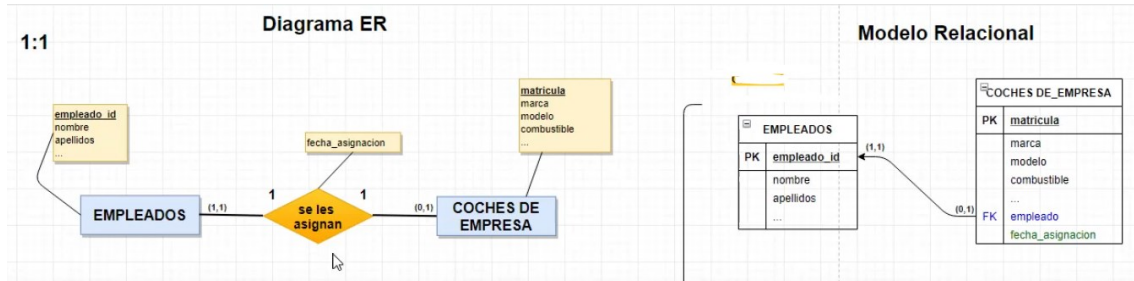 Diagrama ER
1:1
empleado_id
nombre
apellidos
...
fecha_asignacion
matricula
marca
modelo
combustible
...
EMPLEADOS
(1,1)
1
se les
asignan
1
(0,1)
COCHES DE
EMPRESA
Modelo Relacional
EMPLEADOS
PK empleado_id
nombre
apellidos
...
(1,1)
(0,1)
COCHES DE_EMPRESA
PK matricula
marca
modelo
combustible
...
FK empleado
fecha_asignacion